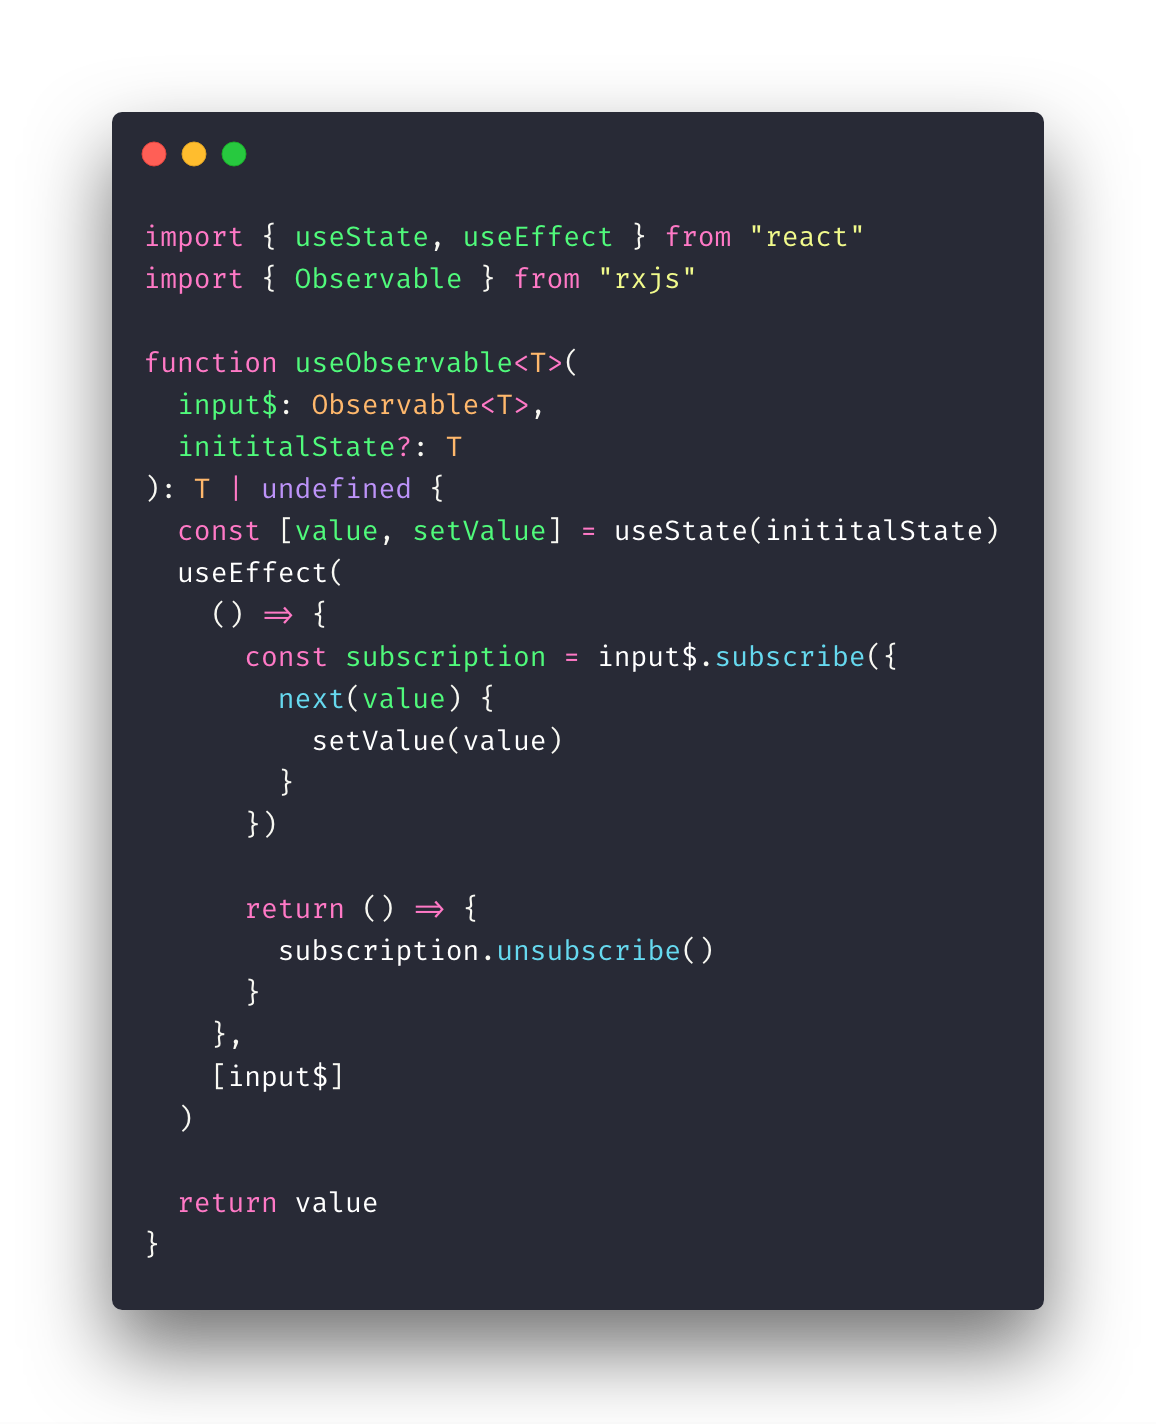 import { useState, useEffect } from "react"
import { Observable } from "rxjs"

function useObservable<T>(
  input$: Observable<T>,
  inititalState?: T
): T | undefined {
  const [value, setValue] = useState(inititalState)
  useEffect(
    () => {
      const subscription = input$.subscribe({
        next(value) {
          setValue(value)
        }
      })

      return () => {
        subscription.unsubscribe()
      }
    },
    [input$]
  )

  return value
}